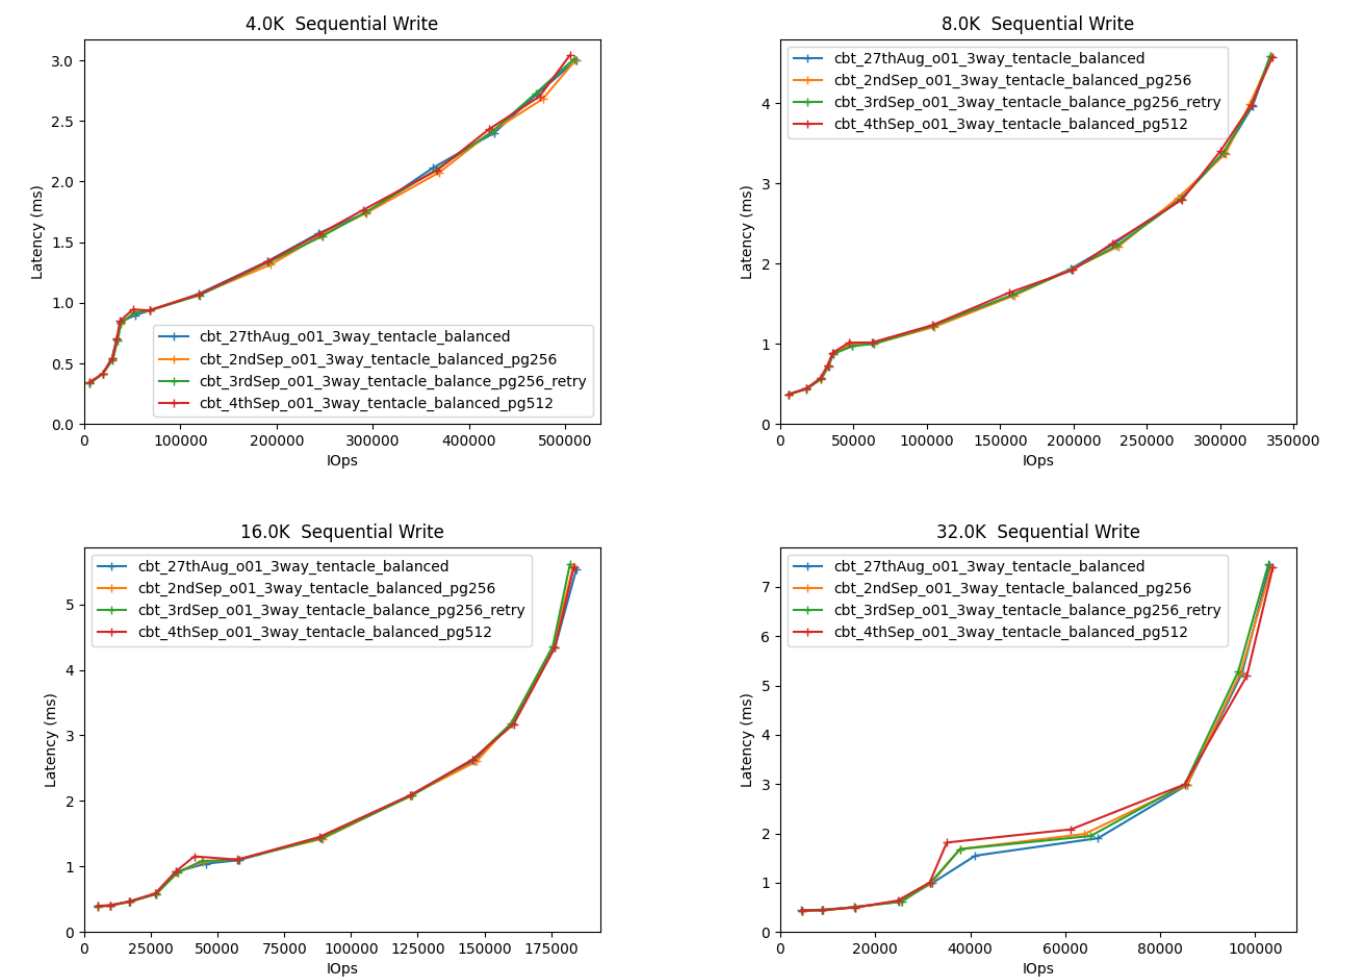 4.0K  Sequential Write
Latency (ms)
3.0
2.5
2.0
1.5
1.0
0.5
0.0
cbt_27thAug_o01_3way_tentacle_balanced
cbt_2ndSep_o01_3way_tentacle_balanced_pg256
cbt_3rdSep_o01_3way_tentacle_balance_pg256_retry
cbt_4thSep_o01_3way_tentacle_balanced_pg512
0 100000 200000 300000 400000 500000
IOps
8.0K  Sequential Write
Latency (ms)
4
3
2
1
0
cbt_27thAug_o01_3way_tentacle_balanced
cbt_2ndSep_o01_3way_tentacle_balanced_pg256
cbt_3rdSep_o01_3way_tentacle_balance_pg256_retry
cbt_4thSep_o01_3way_tentacle_balanced_pg512
0 50000 100000 150000 200000 250000 300000 350000
IOps
16.0K  Sequential Write
Latency (ms)
5
4
3
2
1
0
cbt_27thAug_o01_3way_tentacle_balanced
cbt_2ndSep_o01_3way_tentacle_balanced_pg256
cbt_3rdSep_o01_3way_tentacle_balance_pg256_retry
cbt_4thSep_o01_3way_tentacle_balanced_pg512
0 25000 50000 75000 100000 125000 150000 175000
IOps
32.0K  Sequential Write
Latency (ms)
7
6
5
4
3
2
1
0
cbt_27thAug_o01_3way_tentacle_balanced
cbt_2ndSep_o01_3way_tentacle_balanced_pg256
cbt_3rdSep_o01_3way_tentacle_balance_pg256_retry
cbt_4thSep_o01_3way_tentacle_balanced_pg512
0 20000 40000 60000 80000 100000
IOps